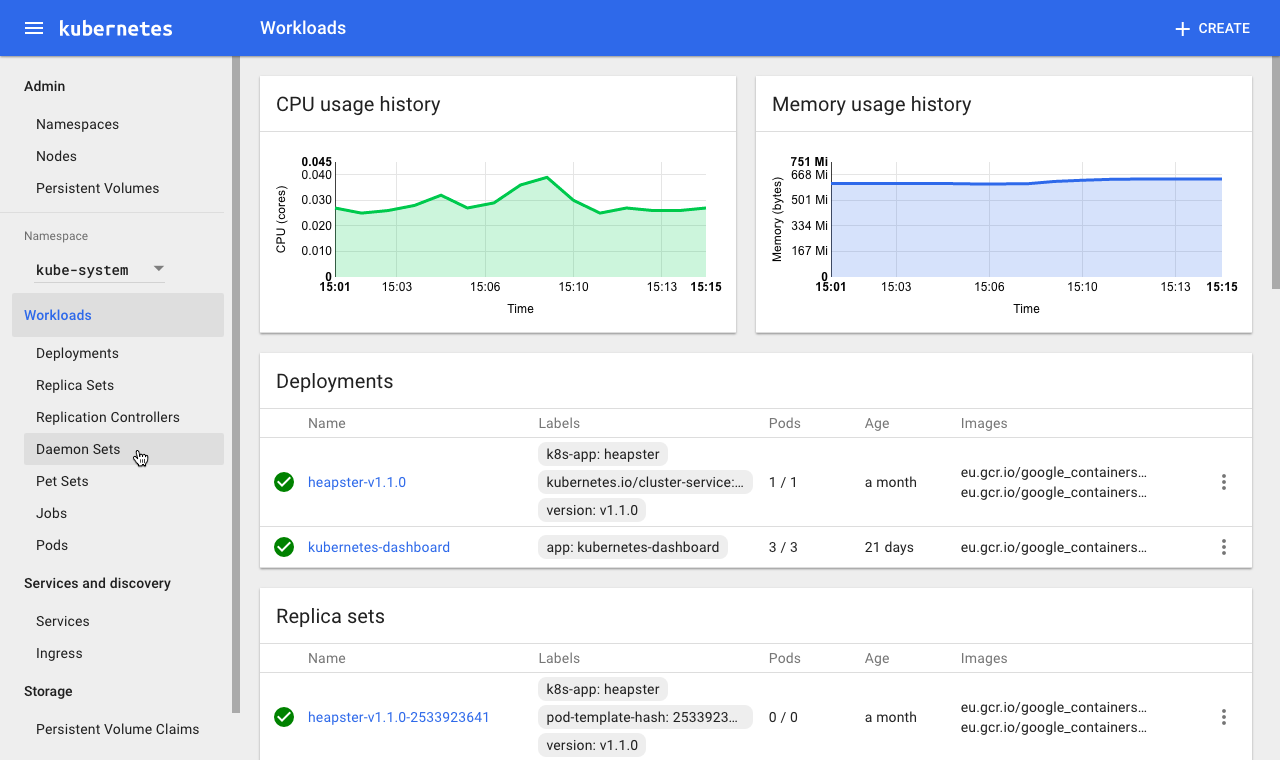 kubernetes
Workloads
CREATE
Admin
Namespaces
Nodes
Persistent Volumes
Namespace
kube-system
Workloads
Deployments
Replica Sets
Replication Controllers
Daemon Sets
Pet Sets
Jobs
Pods
Services and discovery
Services
Ingress
Storage
Persistent Volume Claims
CPU usage history
CPU (cores)
0.045
0.040
0.030
0.020
0.010
0
15:01 15:03 15:06 15:10 15:13 15:15
Time
Memory usage history
Memory (bytes)
751 Mi
668 Mi
501 Mi
334 Mi
167 Mi
0
15:01 15:03 15:06 15:10 15:13 15:15
Time
Deployments
Name Labels Pods Age Images
heapster-v1.1.0
k8s-app: heapster
kubernetes.io/cluster-service:...
version: v1.1.0
1 / 1
a month
eu.gcr.io/google_containers...
eu.gcr.io/google_containers...
kubernetes-dashboard
app: kubernetes-dashboard
3 / 3
21 days
eu.gcr.io/google_containers...
Replica sets
Name Labels Pods Age Images
heapster-v1.1.0-2533923641
k8s-app: heapster
pod-template-hash: 2533923...
version: v1.1.0
0 / 0
a month
eu.gcr.io/google_containers...
eu.gcr.io/google_containers...